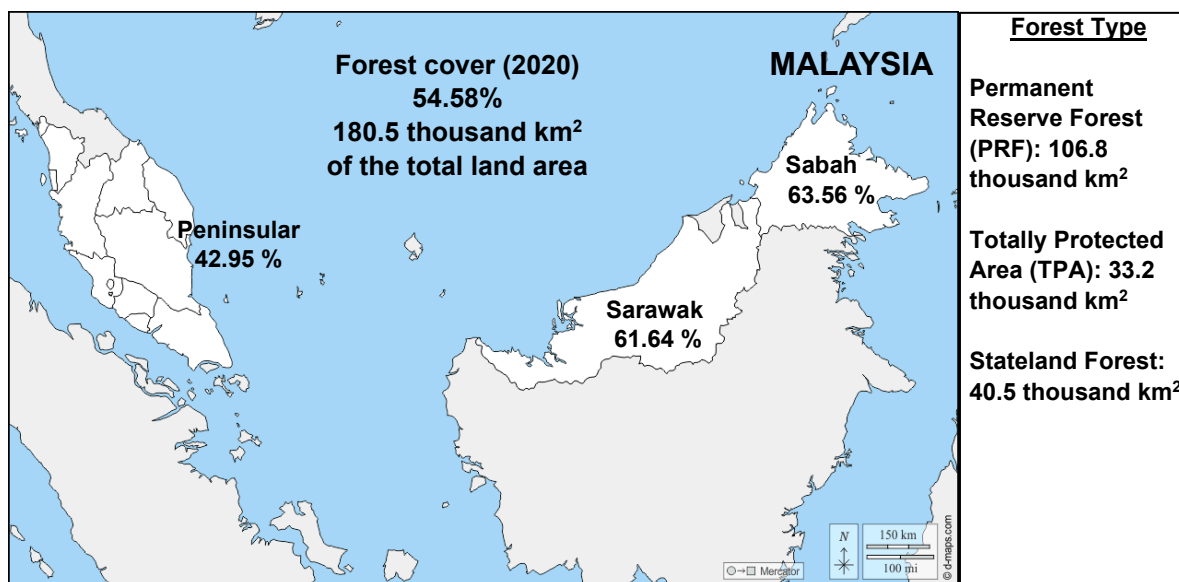 Forest cover (2020)
54.58%
180.5 thousand km²
of the total land area
MALAYSIA
Peninsular
42.95 %
Sabah
63.56 %
Sarawak
61.64 %
N
150 km
100 mi
Mercator
© d-maps.com
Forest Type
Permanent
Reserve Forest
(PRF): 106.8
thousand km²
Totally Protected
Area (TPA): 33.2
thousand km²
Stateland Forest:
40.5 thousand km²